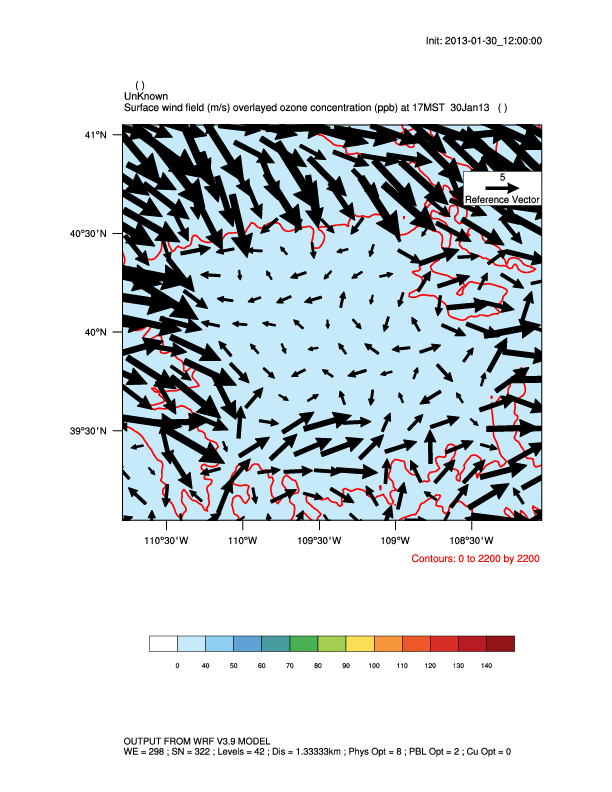 Init: 2013-01-30_12:00:00
( )
UnKnown
Surface wind field (m/s) overlayed ozone concentration (ppb) at 17MST 30Jan13 ( )
41°N
5
Reference Vector
40°30'N
40°N
39°30'N
110°30'W 110°W 109°30'W 109°W 108°30'W
Contours: 0 to 2200 by 2200
0 40 50 60 70 80 90 100 110 120 130 140
OUTPUT FROM WRF V3.9 MODEL
WE = 298 ; SN = 322 ; Levels = 42 ; Dis = 1.33333km ; Phys Opt = 8 ; PBL Opt = 2 ; Cu Opt = 0